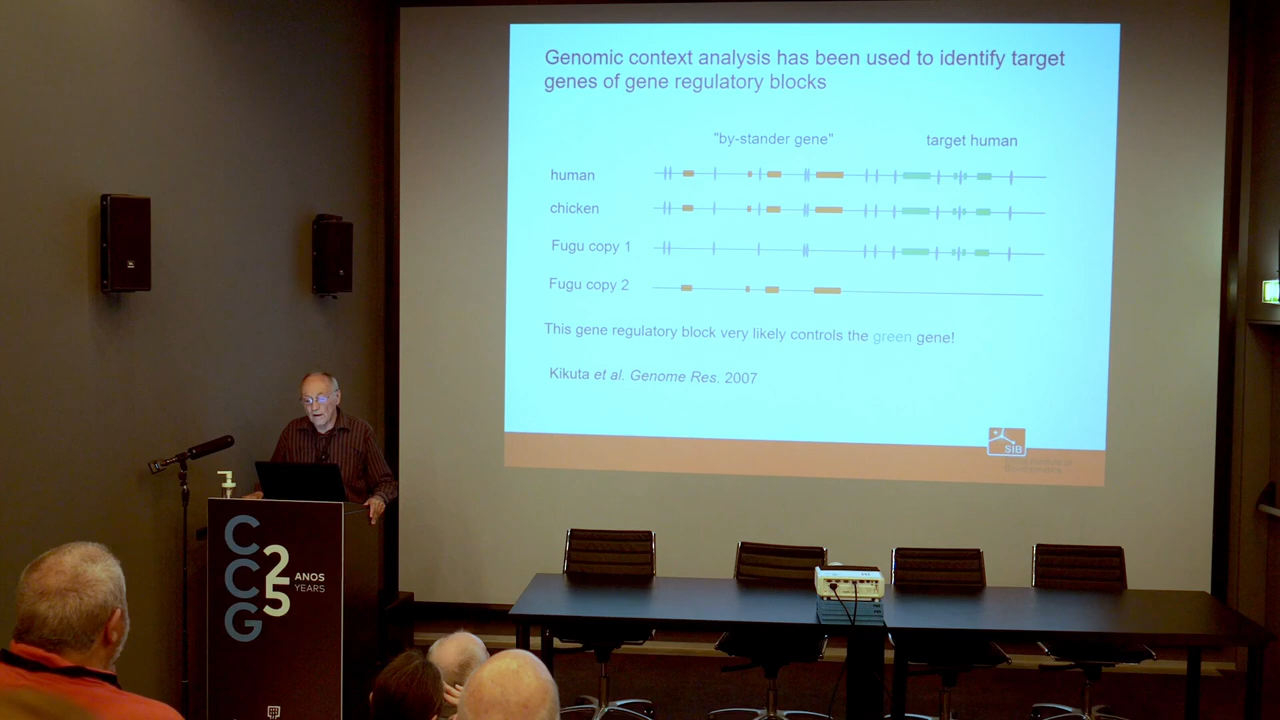 Genomic context analysis has been used to identify target
genes of gene regulatory blocks
"by-stander gene" target human
human
chicken
Fugu copy 1
Fugu copy 2
This gene regulatory block very likely controls the green gene!
Kikuta et al. Genome Res. 2007
SIB
CCG
25
ANOS
YEARS